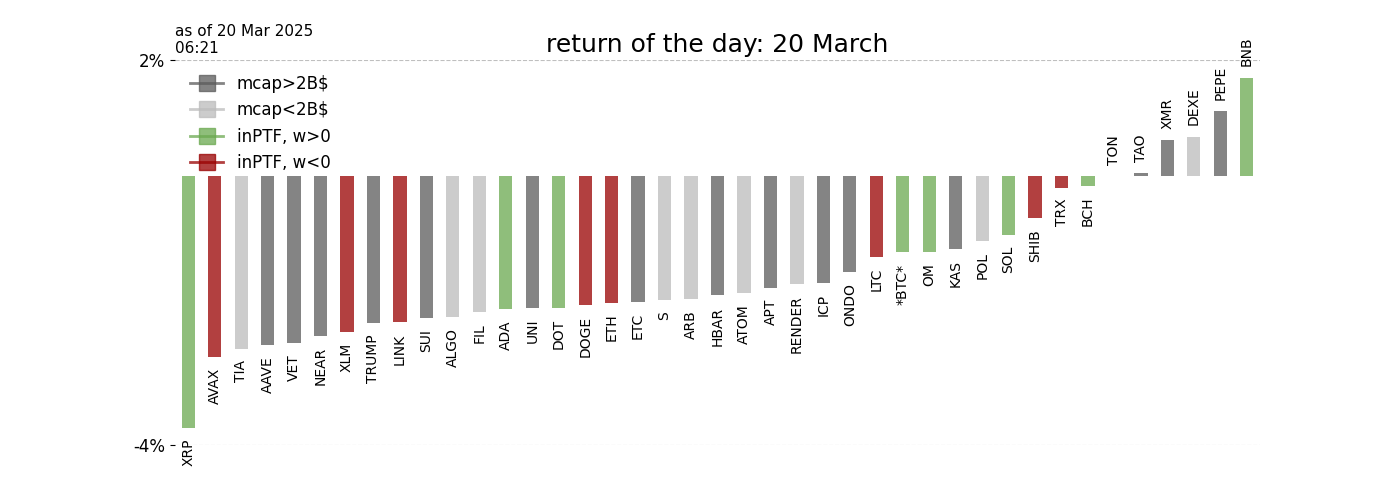 as of 20 Mar 2025
06:21
return of the day: 20 March
2%
mcap>2B$
mcap<2B$
inPTF, w>0
inPTF, w<0
-4%
XRP
AVAX
TIA
AAVE
VET
NEAR
XLM
TRUMP
LINK
SUI
ALGO
FIL
ADA
UNI
DOT
DOGE
ETH
ETC
S
ARB
HBAR
ATOM
APT
RENDER
ICP
ONDO
LTC
*BTC*
OM
KAS
POL
SOL
SHIB
TRX
BCH
TON
TAO
XMR
DEXE
PEPE
BNB